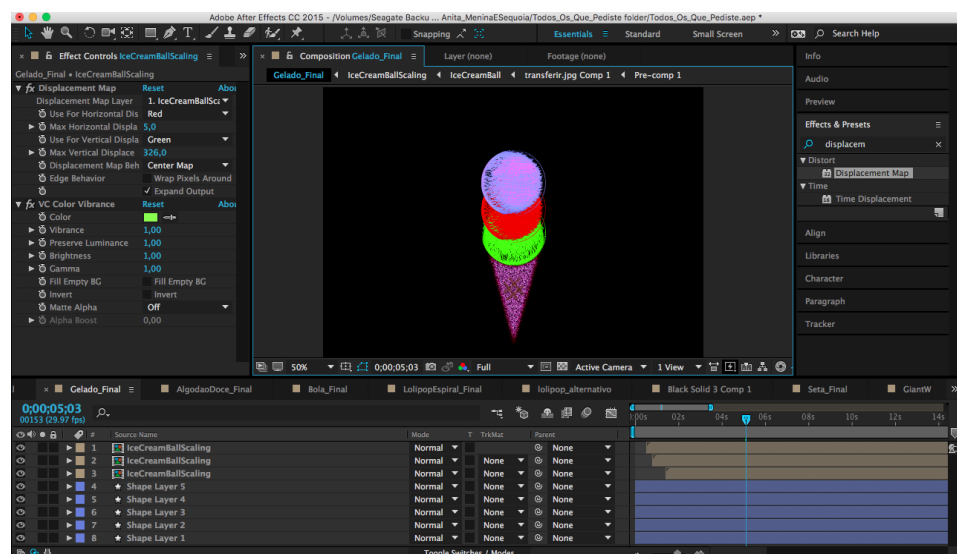 Adobe After Effects CC 2015 - /Volumes/Seagate Backu ... Anita_MeninaESequoia/Todos_Os_Que_Pediste folder/Todos_Os_Que_Pediste.aep *
Snapping Essentials Standard Small Screen Search Help
Effect Controls IceCreamBallScaling
Gelado_Final • IceCreamBallScaling
fx Displacement Map Reset Abou
Displacement Map Layer 1. IceCreamBallSca
Use For Horizontal Dis Red
Max Horizontal Displa 5,0
Use For Vertical Displa Green
Max Vertical Displace 326,0
Displacement Map Beh Center Map
Edge Behavior Wrap Pixels Around
Expand Output
fx VC Color Vibrance Reset Abou
Color
Vibrance 1,00
Preserve Luminance 1,00
Brightness 1,00
Gamma 1,00
Fill Empty BG Fill Empty BG
Invert Invert
Matte Alpha Off
Alpha Boost 0,00
Composition Gelado_Final Layer (none) Footage (none)
Gelado_Final IceCreamBallScaling IceCreamBall transferir.jpg Comp 1 Pre-comp 1
50% 0;00;05;03 Full Active Camera 1 View
Info
Audio
Preview
Effects & Presets
displacem
Distort
Displacement Map
Time
Time Displacement
Align
Libraries
Character
Paragraph
Tracker
Gelado_Final AlgodaoDoce_Final Bola_Final LolipopEspiral_Final lolipop_alternativo Black Solid 3 Comp 1 Seta_Final GiantW
0;00;05;03
00153 (29.97 fps)
):00s 02s 04s 06s 08s 10s 12s 14s
# Source Name Mode T TrkMat Parent
1 IceCreamBallScaling Normal None
2 IceCreamBallScaling Normal None None
3 IceCreamBallScaling Normal None None
4 Shape Layer 5 Normal None None
5 Shape Layer 4 Normal None None
6 Shape Layer 3 Normal None None
7 Shape Layer 2 Normal None None
8 Shape Layer 1 Normal None None
Toggle Switches / Modes